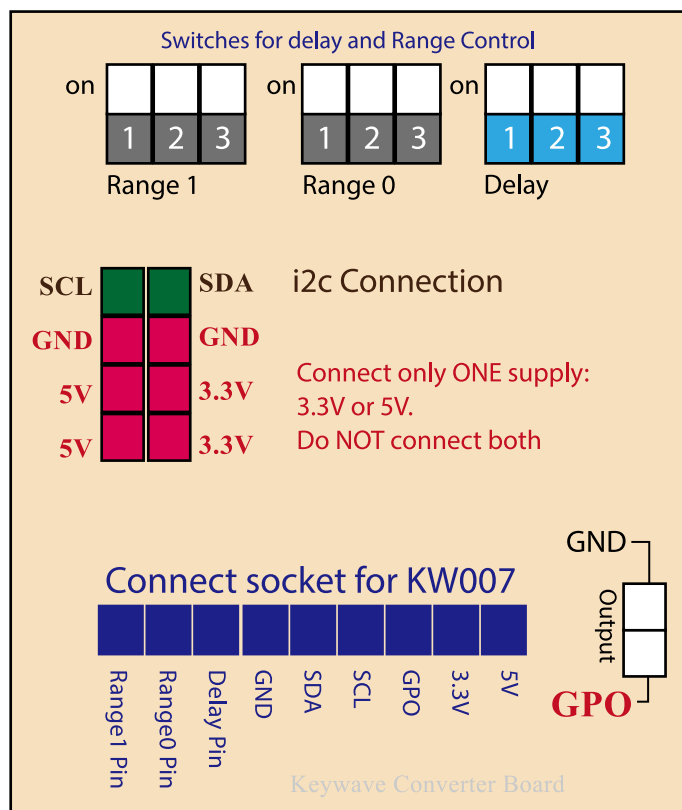 Switches for delay and Range Control
on on on
1 2 3 1 2 3 1 2 3
Range 1 Range 0 Delay
SCL SDA i2c Connection
GND GND
5V 3.3V
5V 3.3V
Connect only ONE supply:
3.3V or 5V.
Do NOT connect both
GND
Output
GPO
Connect socket for KW007
Range1 Pin
Range0 Pin
Delay Pin
GND
SDA
SCL
GPO
3.3V
5V
Keywave Converter Board